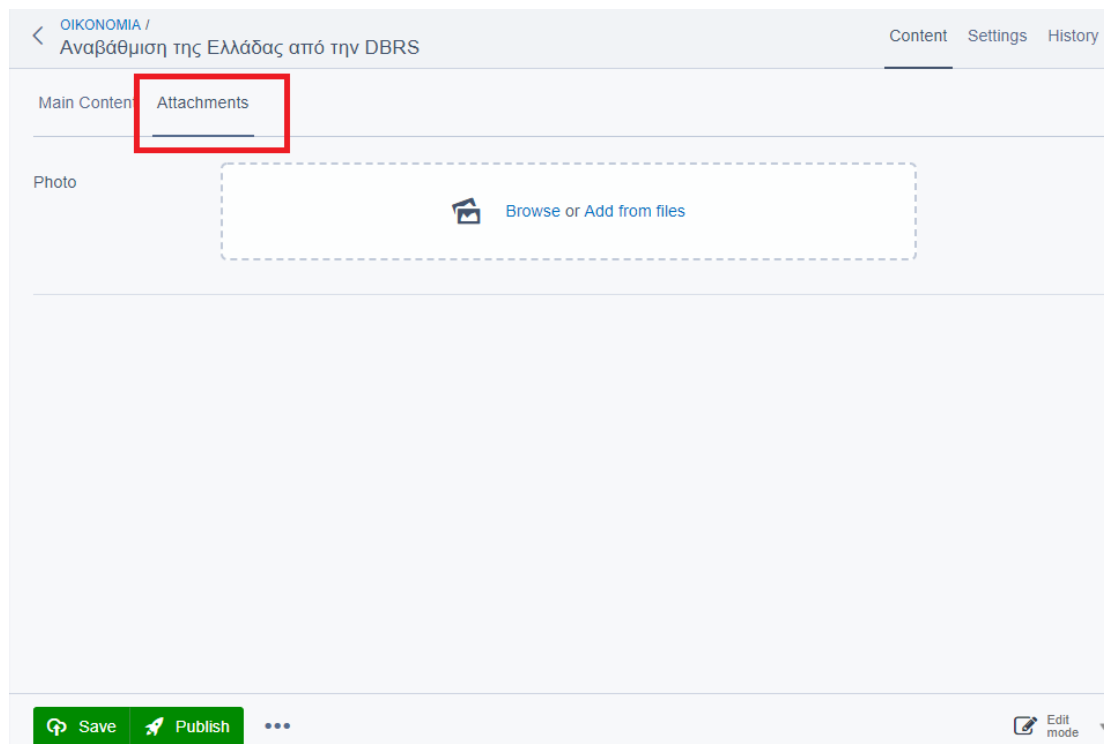 ΟΙΚΟΝΟΜΙΑ /
Αναβάθμιση της Ελλάδας από την DBRS
Content Settings History
Main Content Attachments
Photo
Browse or Add from files
Save Publish
Edit
mode